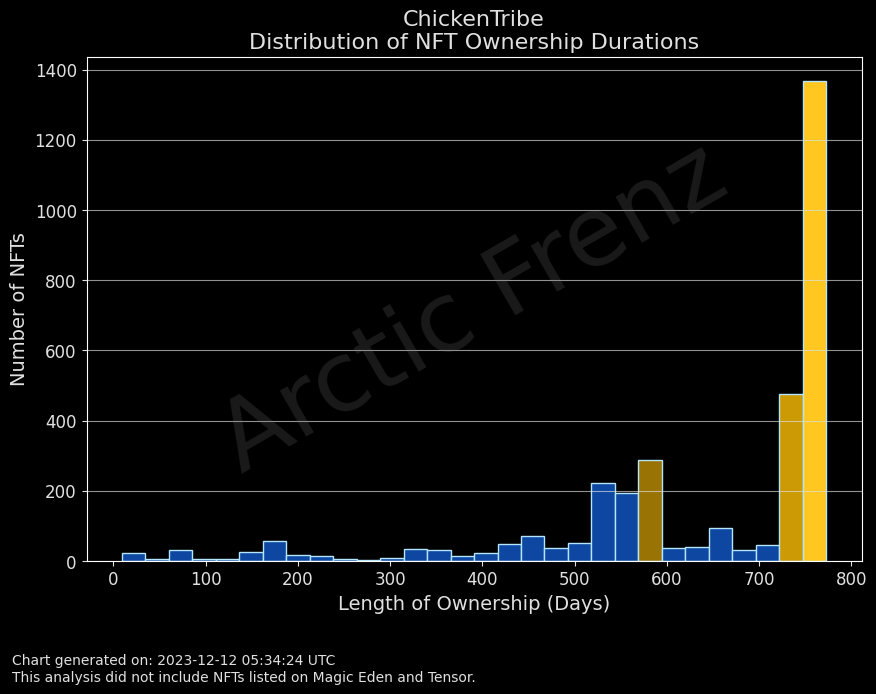 ChickenTribe
Distribution of NFT Ownership Durations
1400
1200
1000
800
600
400
200
0
Number of NFTs
Arctic Frenz
0 100 200 300 400 500 600 700 800
Length of Ownership (Days)
Chart generated on: 2023-12-12 05:34:24 UTC
This analysis did not include NFTs listed on Magic Eden and Tensor.